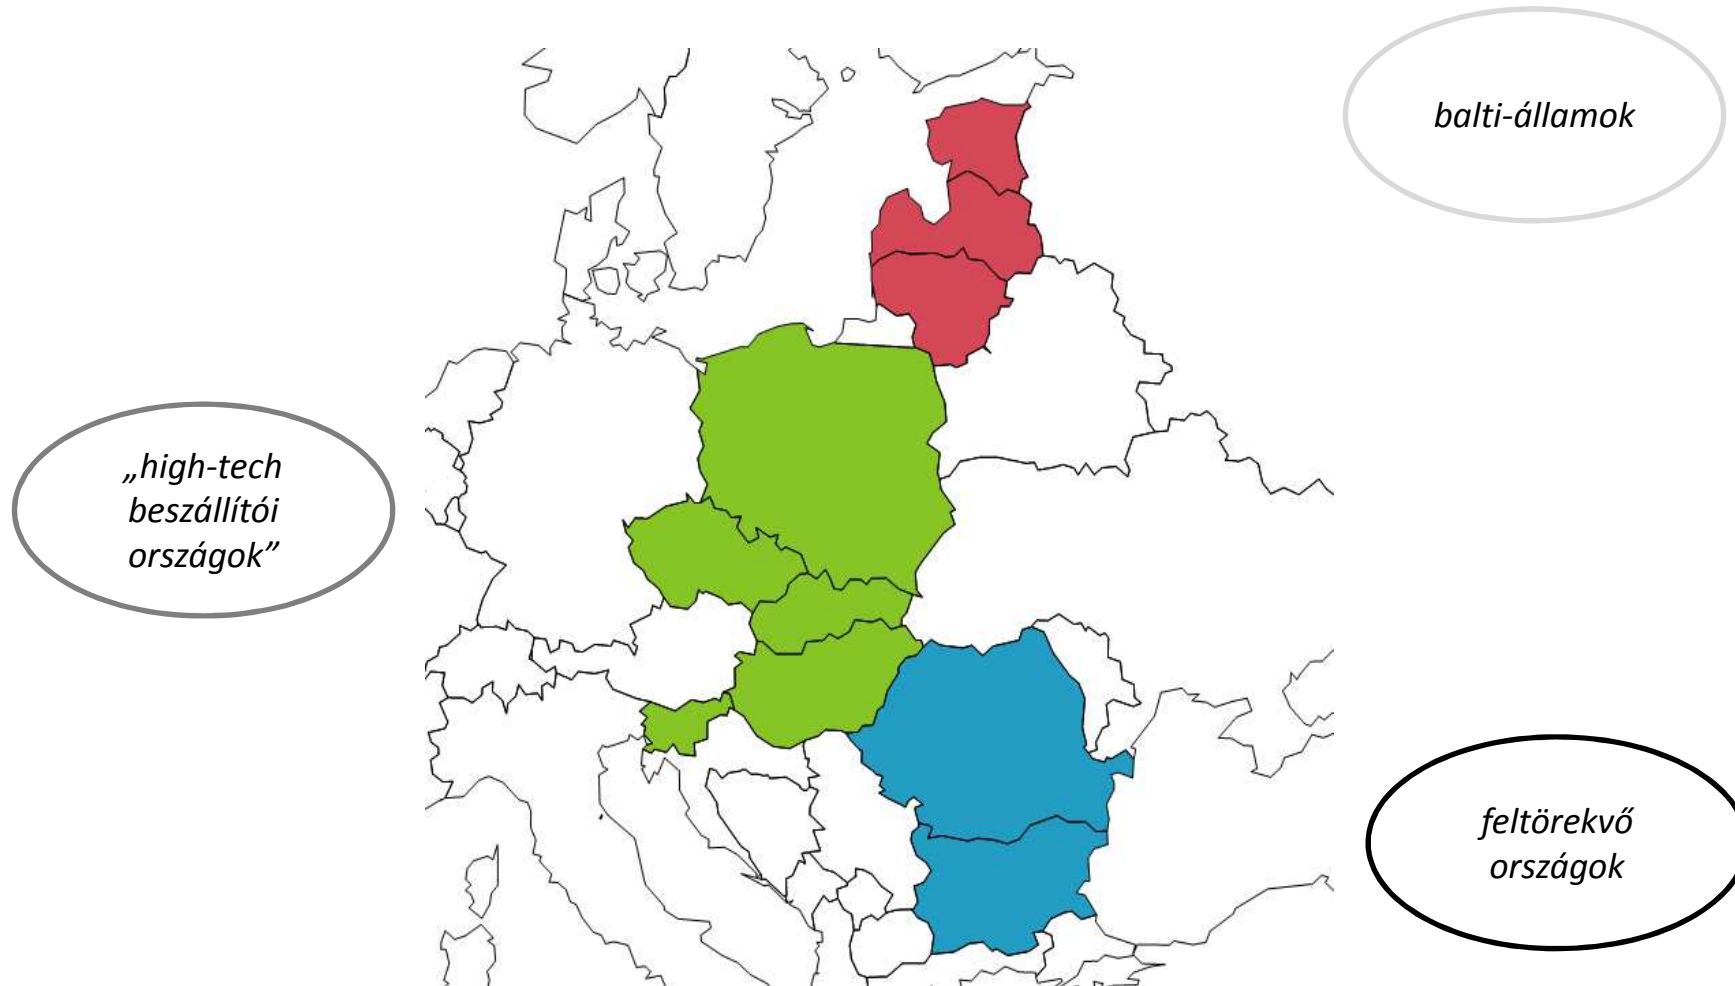 balti-államok
„high-tech
beszállítói
országok”
feltörekvő
országok